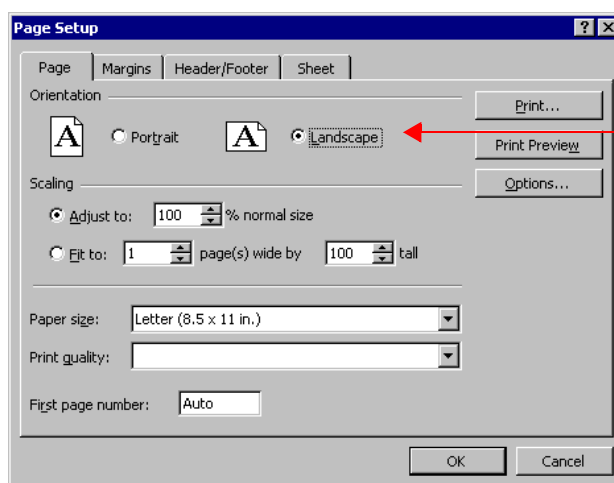 Page Setup
Page Margins Header/Footer Sheet
Orientation
A Portrait A Landscape
Print...
Print Preview
Options...
Scaling
Adjust to: 100 % normal size
Fit to: 1 page(s) wide by 100 tall
Paper size: Letter (8.5 x 11 in.)
Print quality:
First page number: Auto
OK Cancel